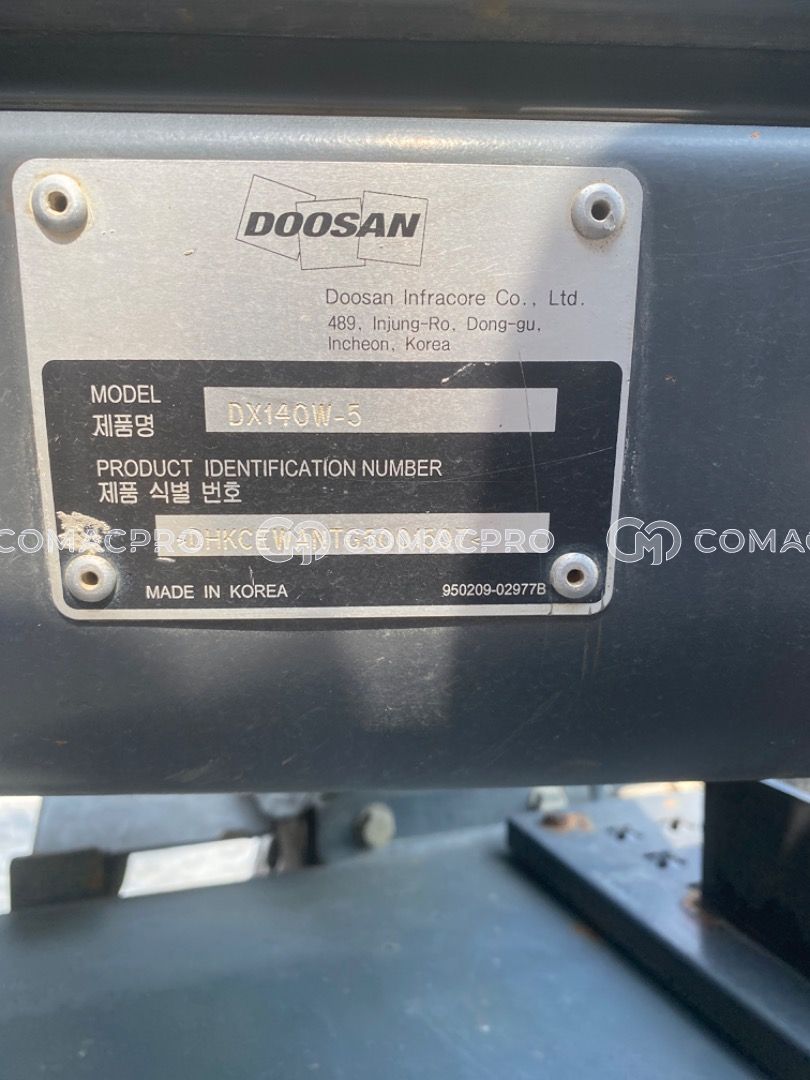 DOOSAN
Doosan Infracore Co., Ltd.
489, Injung-Ro, Dong-gu,
Incheon, Korea
MODEL
DX140W-5
제품명
PRODUCT IDENTIFICATION NUMBER
제품 식별 번호
COMACPRO COMACPRO
MADE IN KOREA 950209-02977B